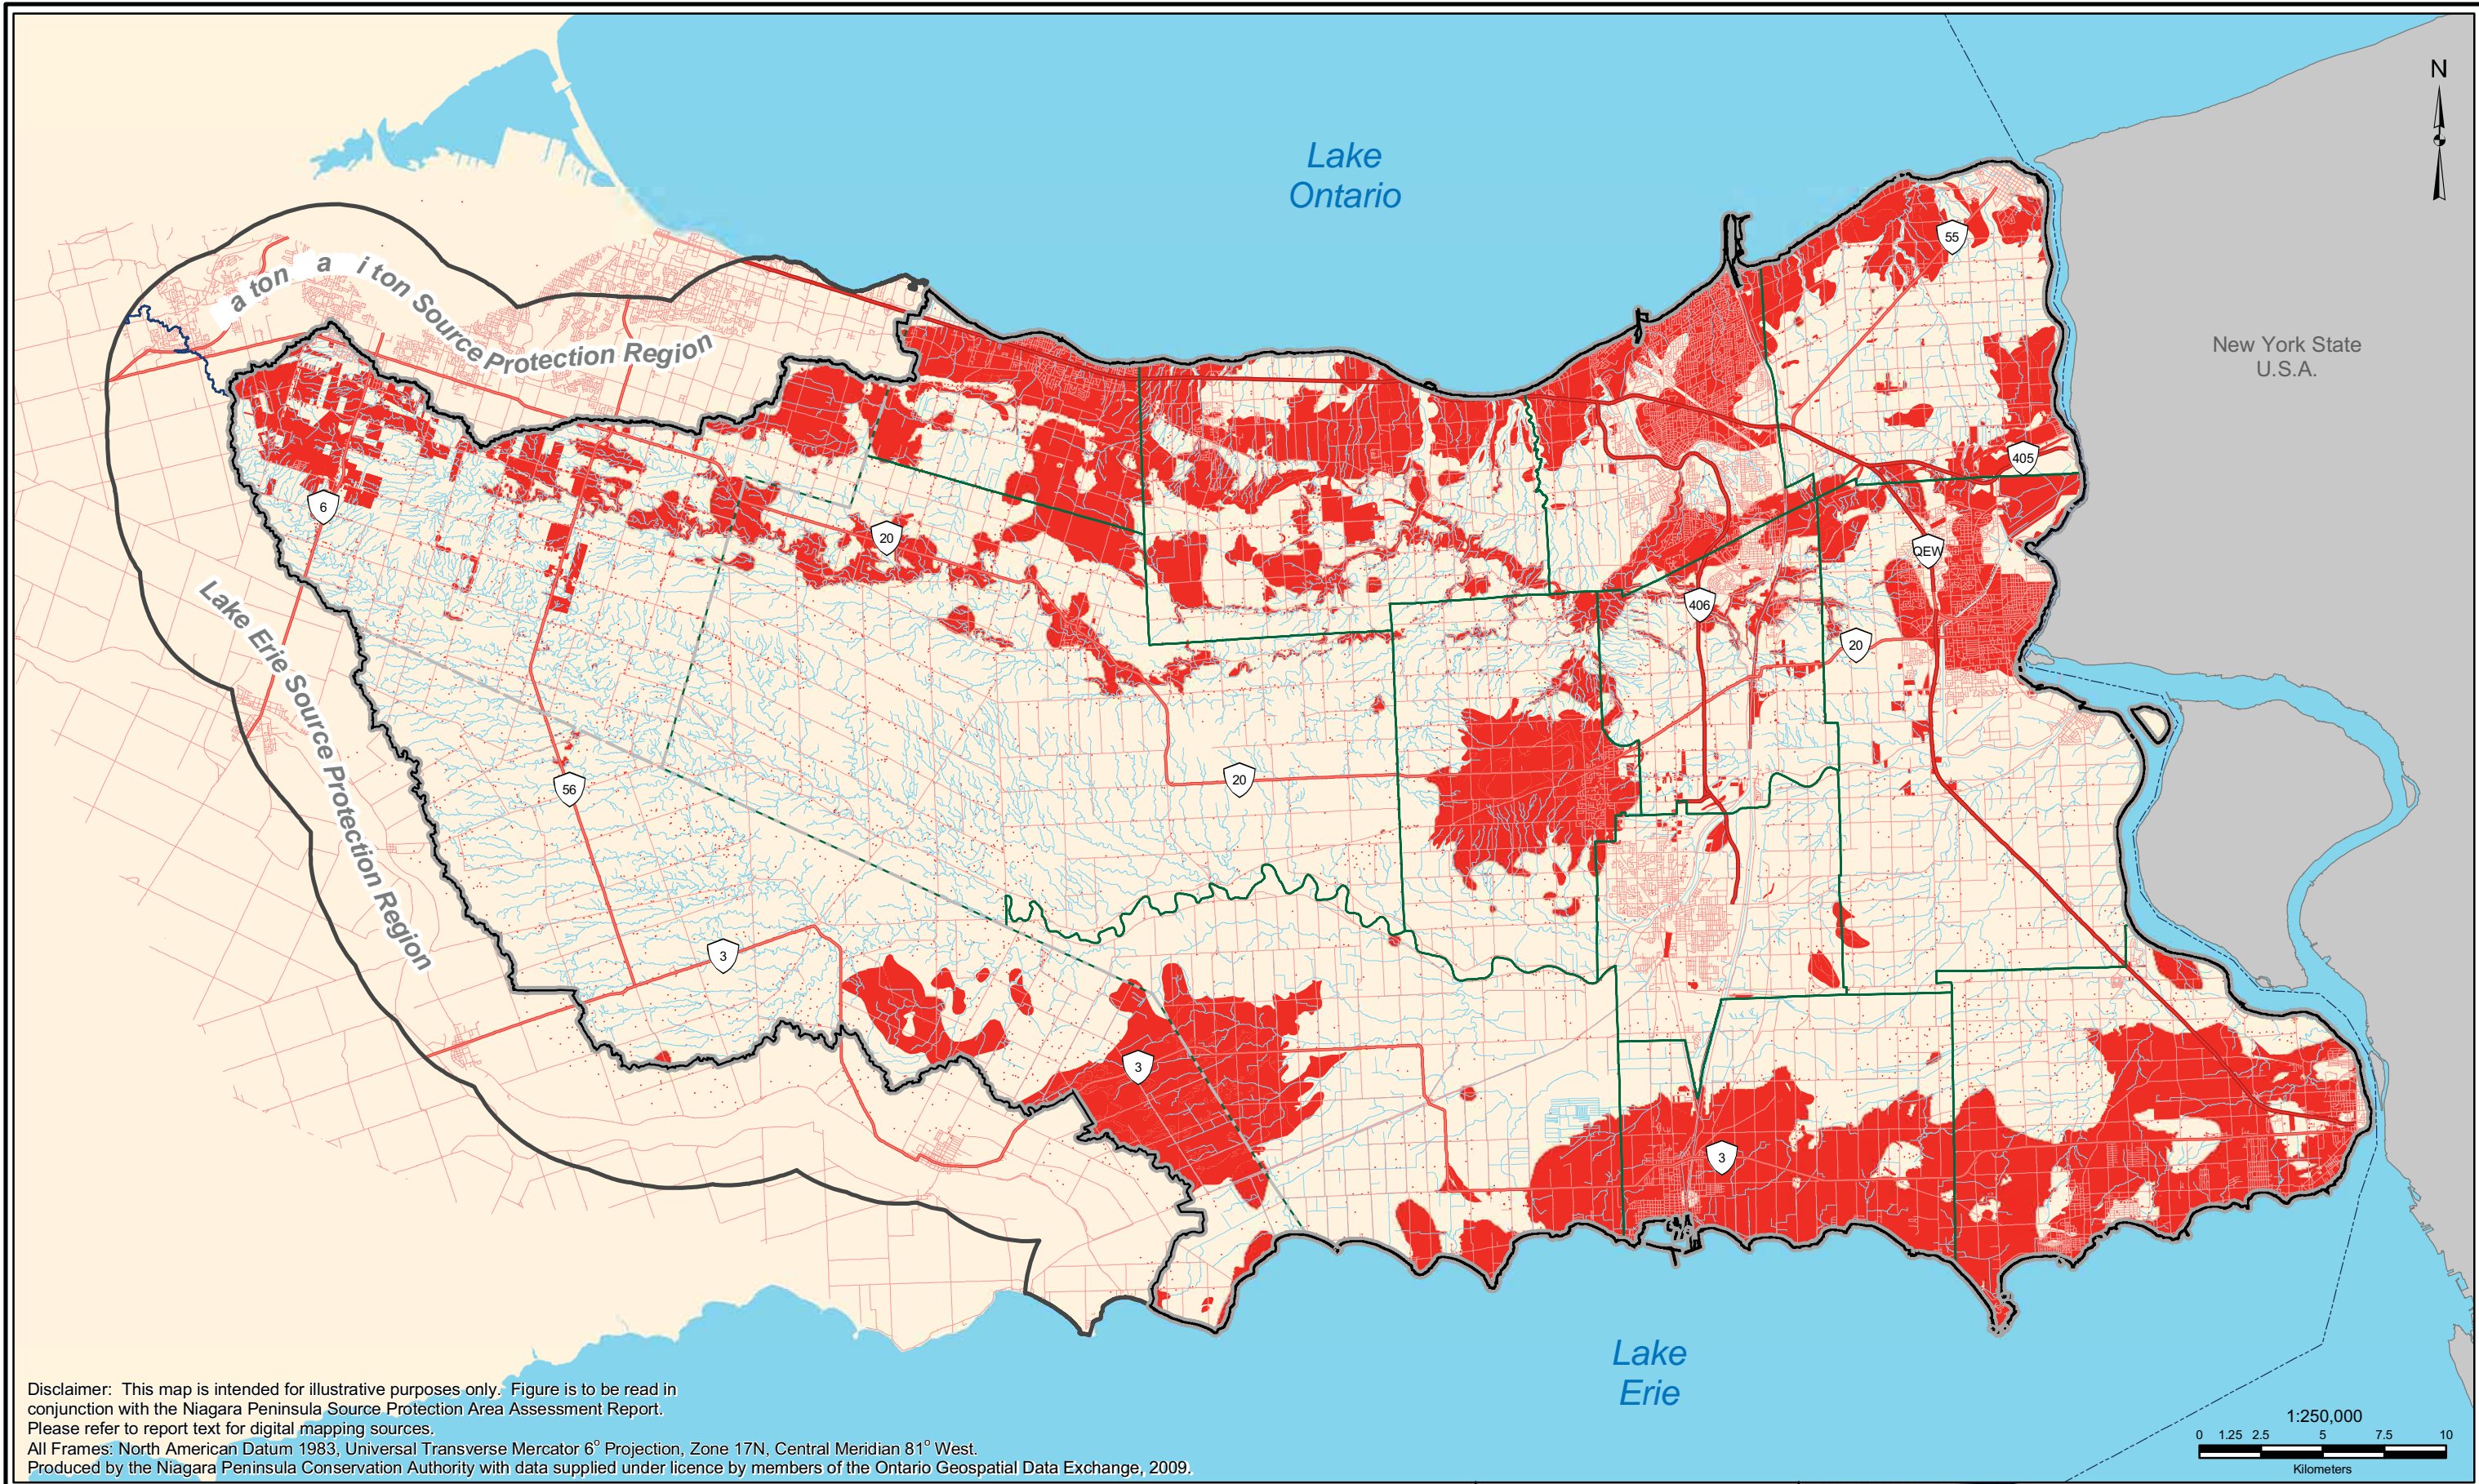 N
Lake
Ontario
55
a ton a i ton Source Protection Region
New York State
U.S.A.
405
6
20
QEW
406
20
Lake Erie Source Protection Region
20
56
3
3
3
Lake
Erie
Disclaimer: This map is intended for illustrative purposes only. Figure is to be read in
conjunction with the Niagara Peninsula Source Protection Area Assessment Report.
Please refer to report text for digital mapping sources.
All Frames: North American Datum 1983, Universal Transverse Mercator 6° Projection, Zone 17N, Central Meridian 81° West.
Produced by the Niagara Peninsula Conservation Authority with data supplied under licence by members of the Ontario Geospatial Data Exchange, 2009.
1:250,000
0 1.25 2.5 5 7.5 10
Kilometers